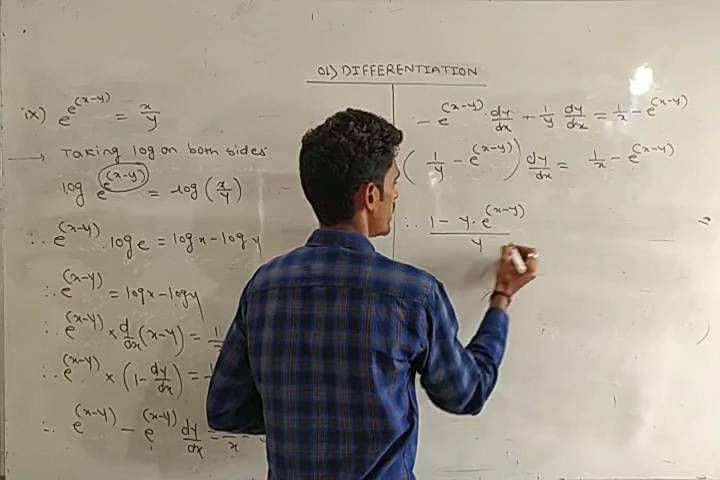 01) DIFFERENTIATION
ix) e^e^(x-y) = x/y
→ Taking log on both sides
log e^e^(x-y) = log(x/y)
∴ e^(x-y) . log e = log x - log y
∴ e^(x-y) = log x - log y
∴ e^(x-y) × d/dx (x-y) = 1
∴ e^(x-y) × (1 - dy/dx) =
∴ e^(x-y) - e^(x-y) dy/dx = x
- e^(x-y) . dy/dx + 1/y dy/dx = 1/x - e^(x-y)
(1/y - e^(x-y)) dy/dx = 1/x - e^(x-y)
∴ 1 - y . e^(x-y) / y